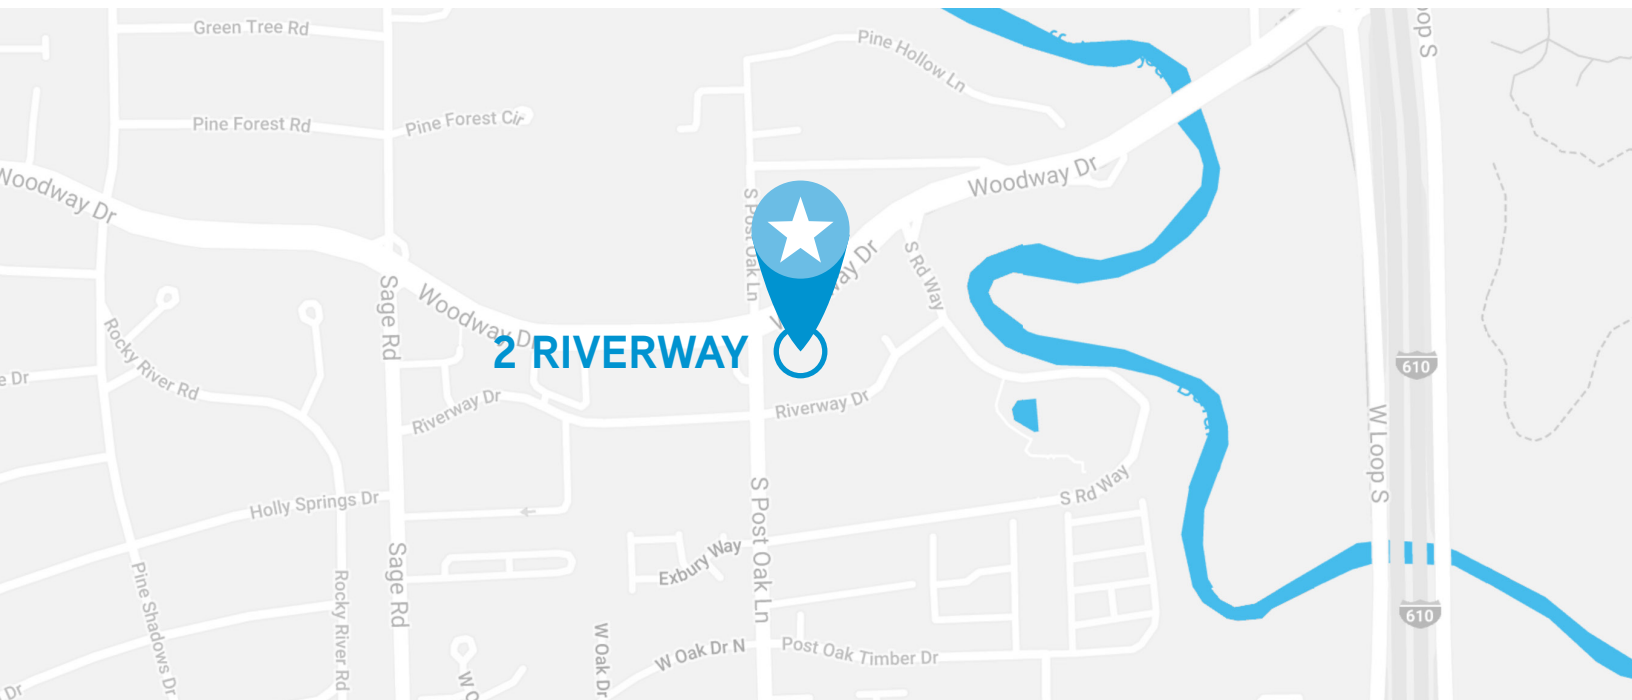 Green Tree Rd
Pine Hollow Ln
Pine Forest Rd
Pine Forest Cir
Woodway Dr
Woodway Dr
S Post Oak Ln
Woodway Dr
S Rd Way
Sage Rd
Rocky River Rd
2 RIVERWAY
610
Riverway Dr
Riverway Dr
W Loop S
Holly Springs Dr
S Rd Way
S Post Oak Ln
Exbury Way
Sage Rd
Pine Shadows Dr
Rocky River Rd
610
W Oak Dr
W Oak Dr N
Post Oak Timber Dr
Dr